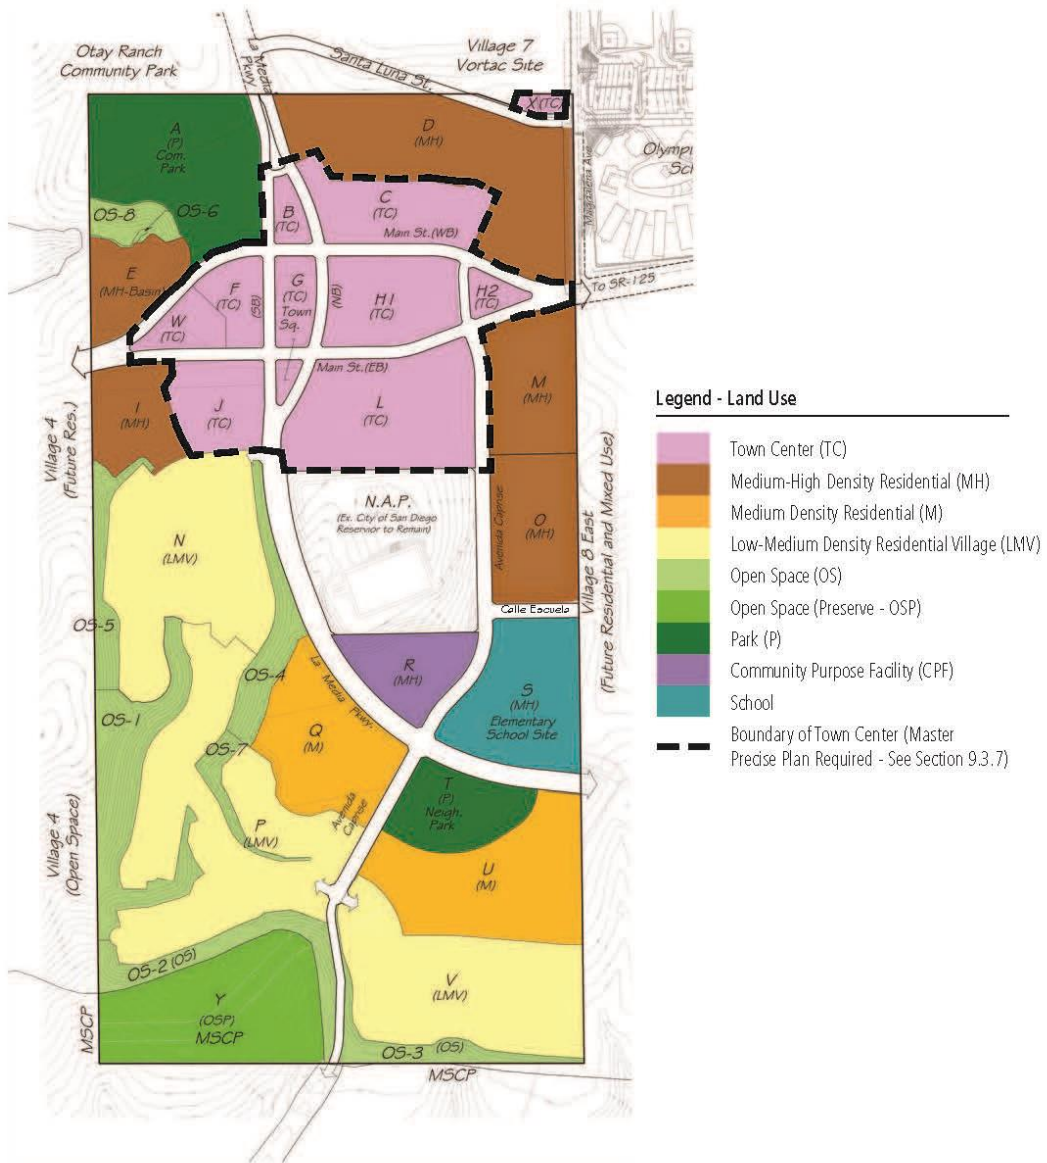 Otay Ranch
Community Park
La Media
Pkwy
Santa Luna St.
Village 7
Vortac Site
X (TC)
A
(P)
Com.
Park
D
(MH)
Magdalena Ave
OS-8
OS-6
B
(TC)
C
(TC)
Main St.(WB)
E
(MH-Basin)
F
(TC)
(SB)
G
(TC)
Town
Sq.
(NB)
H1
(TC)
H2
(TC)
To SR-125
W
(TC)
Main St.(EB)
I
(MH)
J
(TC)
L
(TC)
M
(MH)
Village 4
(Future Res.)
N.A.P.
(Ex. City of San Diego
Reservior to Remain)
Avenida Caprise
O
(MH)
Village 8 East
(Future Residential and Mixed Use)
N
(LMV)
Calle Escuela
OS-5
OS-4
OS-1
OS-7
La Media Pkwy.
R
(MH)
S
(MH)
Elementary
School Site
Q
(M)
Avenida
Caprise
T
(P)
Neigh.
Park
P
(LMV)
U
(M)
Village 4
(Open Space)
OS-2 (OS)
V
(LMV)
Y
(OSP)
MSCP
MSCP
OS-3 (OS)
MSCP
Legend - Land Use
Town Center (TC)
Medium-High Density Residential (MH)
Medium Density Residential (M)
Low-Medium Density Residential Village (LMV)
Open Space (OS)
Open Space (Preserve - OSP)
Park (P)
Community Purpose Facility (CPF)
School
Boundary of Town Center (Master
Precise Plan Required - See Section 9.3.7)